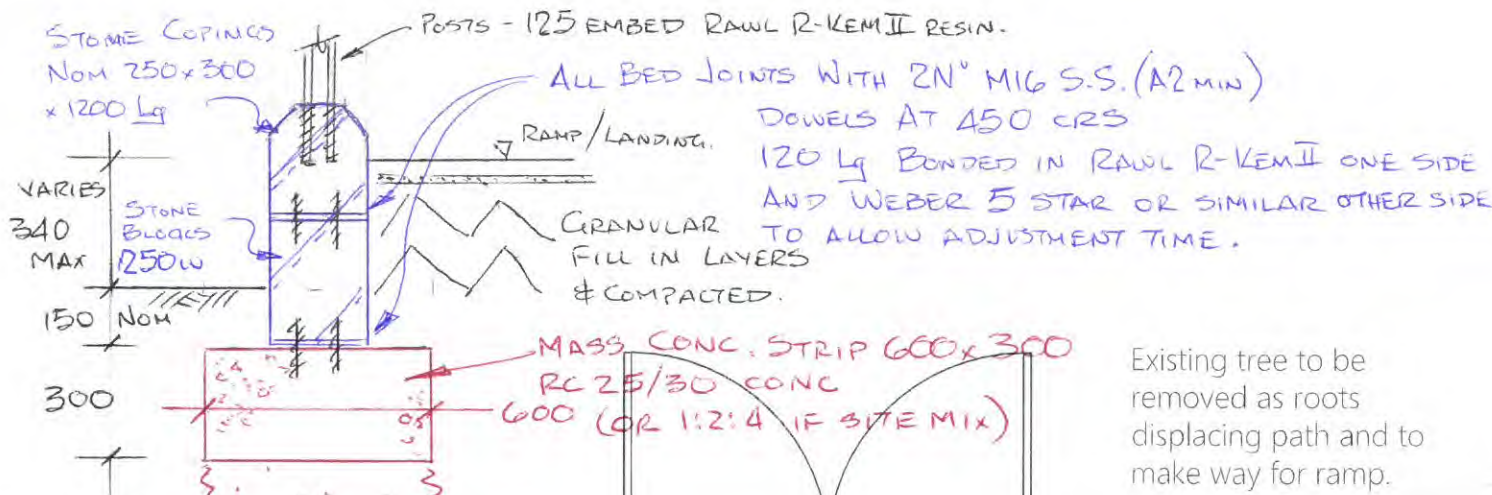 POSTS - 125 EMBED RAWL R-KEM II RESIN.
STONE COPINGS
NOM 250x300
x 1200 Lg
ALL BED JOINTS WITH 2N° M16 S.S. (A2 MIN)
DOWELS AT 450 CRS
120 Lg BONDED IN RAWL R-KEM II ONE SIDE
AND WEBER 5 STAR OR SIMILAR OTHER SIDE
TO ALLOW ADJUSTMENT TIME.
RAMP/LANDING.
VARIES
340
MAX
STONE
BLOCKS
250W
GRANULAR
FILL IN LAYERS
& COMPACTED.
150 NOM
MASS CONC. STRIP 600x300
RC 25/30 CONC
(OR 1:2:4 IF SITE MIX)
300
600
Existing tree to be
removed as roots
displacing path and to
make way for ramp.